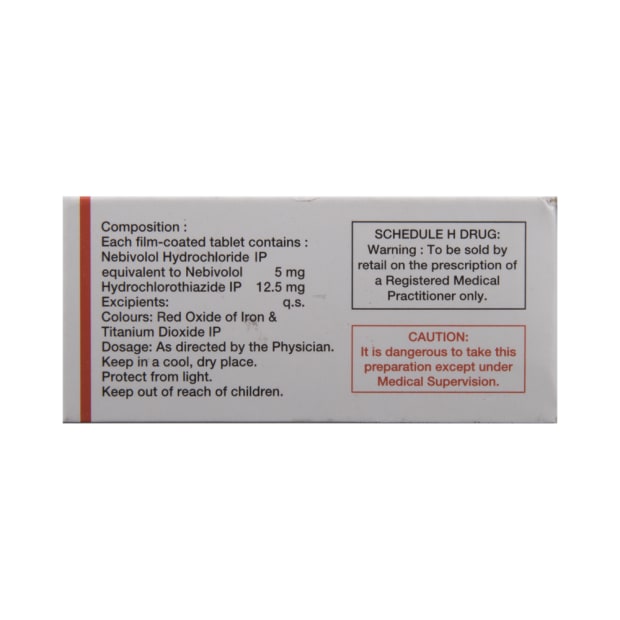 Composition :
Each film-coated tablet contains :
Nebivolol Hydrochloride IP
equivalent to Nebivolol 5 mg
Hydrochlorothiazide IP 12.5 mg
Excipients: q.s.
Colours: Red Oxide of Iron &
Titanium Dioxide IP
Dosage: As directed by the Physician.
Keep in a cool, dry place.
Protect from light.
Keep out of reach of children.
SCHEDULE H DRUG:
Warning : To be sold by
retail on the prescription of
a Registered Medical
Practitioner only.
CAUTION:
It is dangerous to take this
preparation except under
Medical Supervision.